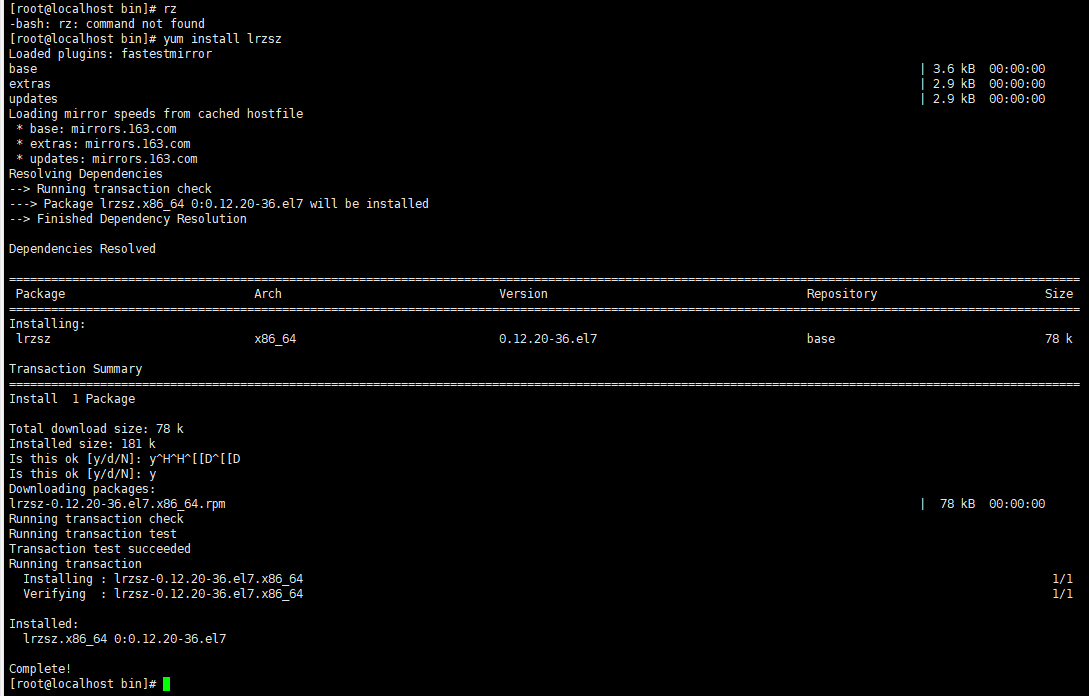 [root@localhost bin]# rz
-bash: rz: command not found
[root@localhost bin]# yum install lrzsz
Loaded plugins: fastestmirror
base | 3.6 kB 00:00:00
extras | 2.9 kB 00:00:00
updates | 2.9 kB 00:00:00
Loading mirror speeds from cached hostfile
 * base: mirrors.163.com
 * extras: mirrors.163.com
 * updates: mirrors.163.com
Resolving Dependencies
--> Running transaction check
---> Package lrzsz.x86_64 0:0.12.20-36.el7 will be installed
--> Finished Dependency Resolution
Dependencies Resolved
Package Arch Version Repository Size
Installing:
lrzsz x86_64 0.12.20-36.el7 base 78 k
Transaction Summary
Install 1 Package
Total download size: 78 k
Installed size: 181 k
Is this ok [y/d/N]: y^H^H^[[D^[[D
Is this ok [y/d/N]: y
Downloading packages:
lrzsz-0.12.20-36.el7.x86_64.rpm | 78 kB 00:00:00
Running transaction check
Running transaction test
Transaction test succeeded
Running transaction
Installing : lrzsz-0.12.20-36.el7.x86_64 1/1
Verifying : lrzsz-0.12.20-36.el7.x86_64 1/1
Installed:
lrzsz.x86_64 0:0.12.20-36.el7
Complete!
[root@localhost bin]#